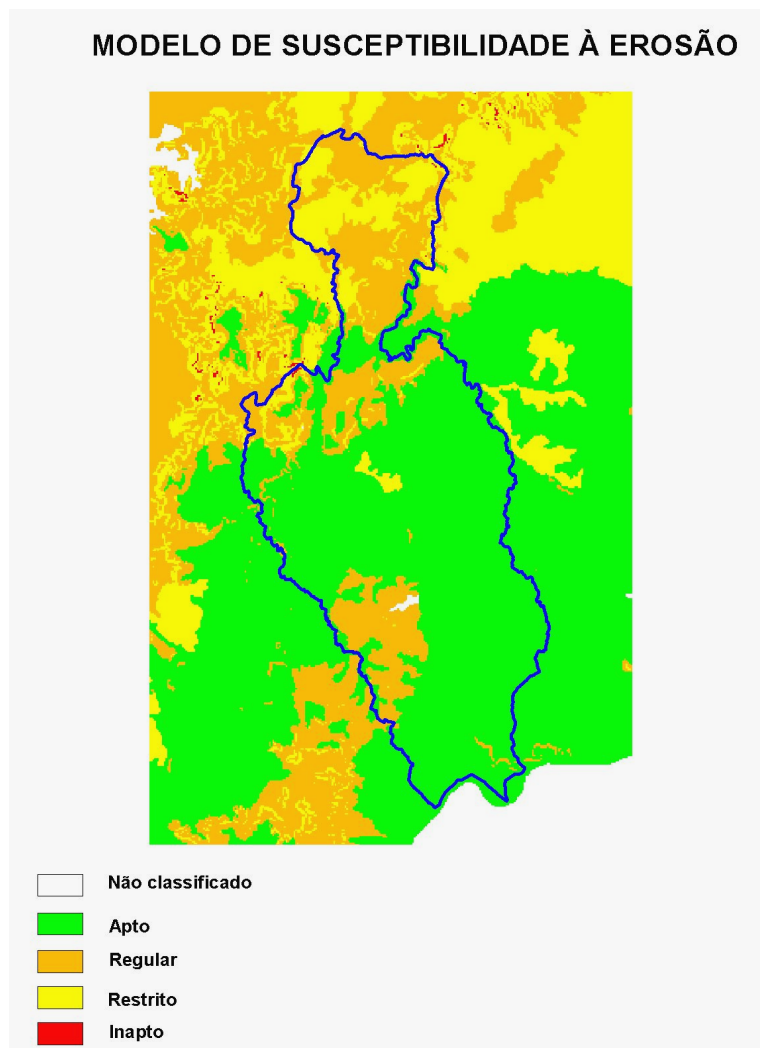 MODELO DE SUSCEPTIBILIDADE À EROSÃO
Não classificado
Apto
Regular
Restrito
Inapto